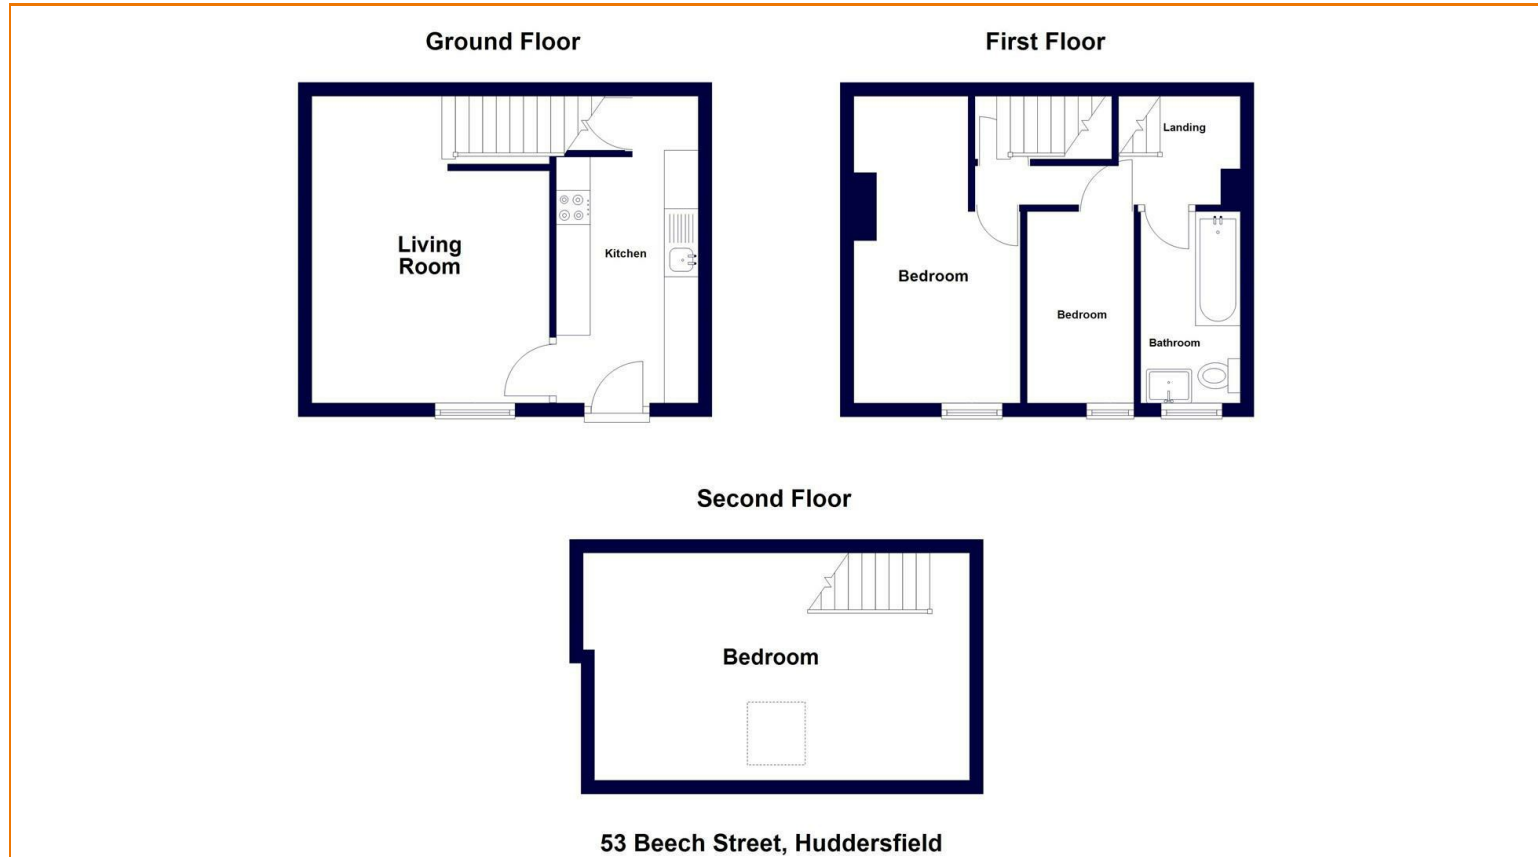 Ground Floor
First Floor
Living
Room
Kitchen
Landing
Bedroom
Bedroom
Bathroom
Second Floor
Bedroom
53 Beech Street, Huddersfield